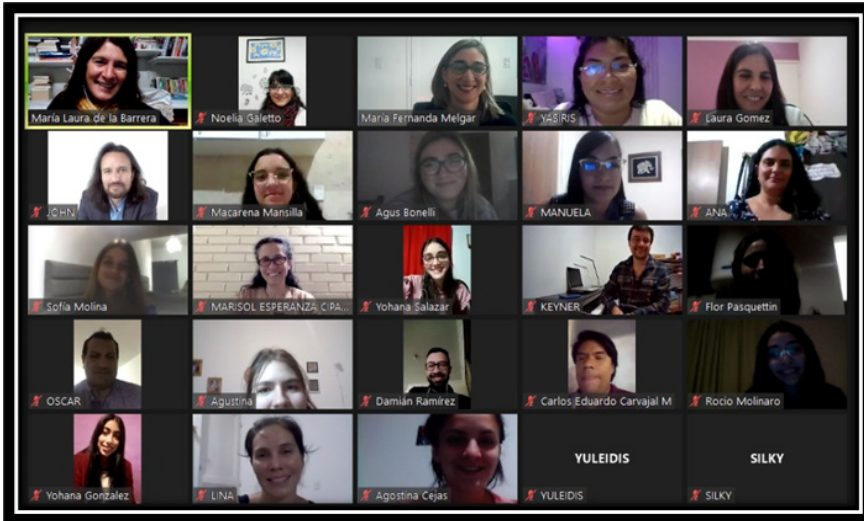 María Laura de la Barrera
Noelia Galetto
María Fernanda Melgar
YASIRIS
Laura Gomez
JOHN
Macarena Mansilla
Agus Bonelli
MANUELA
ANA
Sofía Molina
MARISOL ESPERANZA CIPA...
Yohana Salazar
KEYNER
Flor Pasquettin
OSCAR
Agustina
Damián Ramírez
Carlos Eduardo Carvajal M
Rocio Molinaro
Yohana Gonzalez
LINA
Agostina Cejas
YULEIDIS
YULEIDIS
SILKY
SILKY